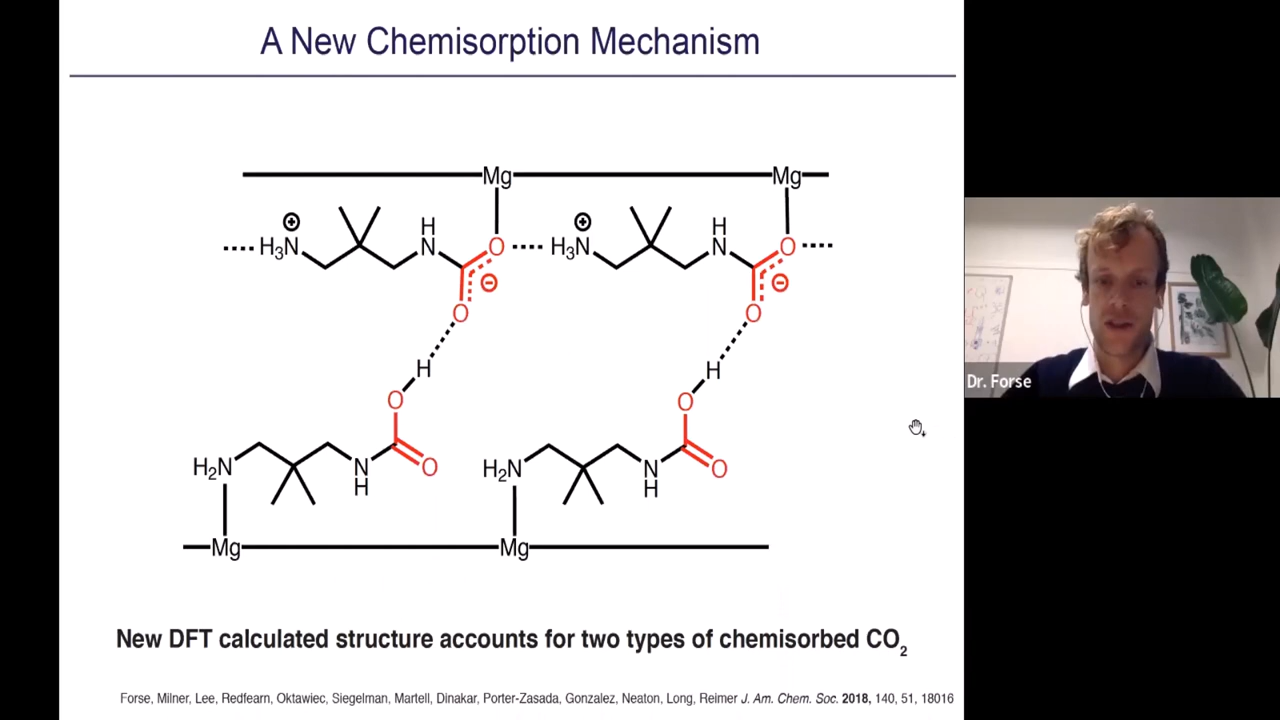 A New Chemisorption Mechanism
Mg Mg
⊕ H ⊕ H
H3N N O H3N N O
⊖ ⊖
O O
H H
O O
H2N N O H2N N O
H H
Mg Mg
New DFT calculated structure accounts for two types of chemisorbed CO2
Forse, Milner, Lee, Redfearn, Oktawiec, Siegelman, Martell, Dinakar, Porter-Zasada, Gonzalez, Neaton, Long, Reimer J. Am. Chem. Soc. 2018, 140, 51, 18016
Dr. Forse